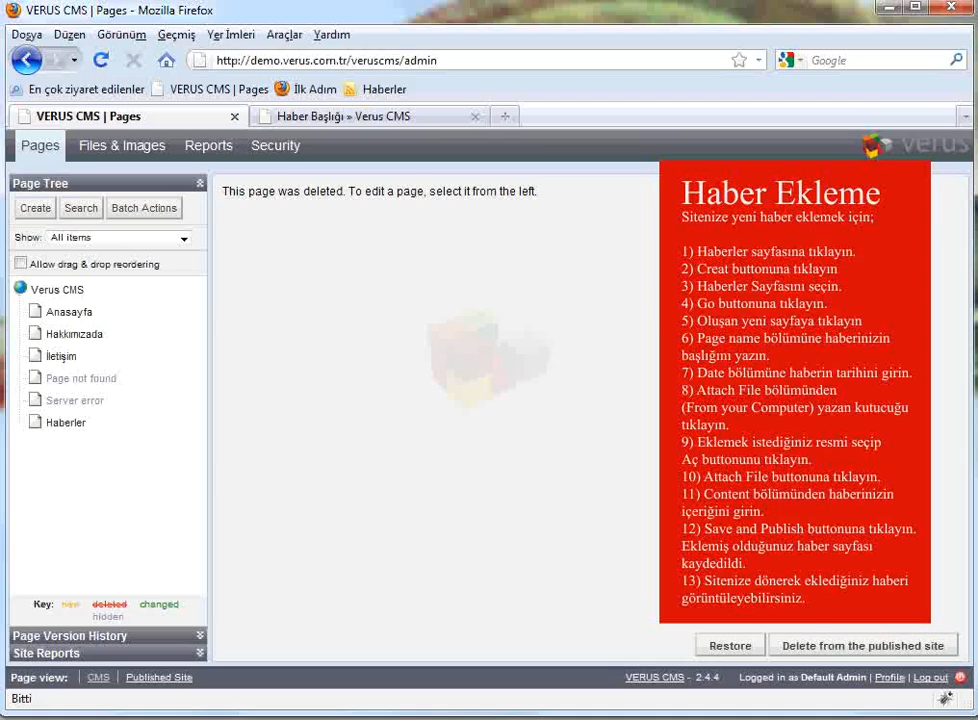 VERUS CMS | Pages - Mozilla Firefox
Dosya Düzen Görünüm Geçmiş Yer İmleri Araçlar Yardım
http://demo.verus.com.tr/veruscms/admin
Google
En çok ziyaret edilenler VERUS CMS | Pages İlk Adım Haberler
VERUS CMS | Pages
Haber Başlığı » Verus CMS
Pages Files & Images Reports Security
verus
Page Tree
Create Search Batch Actions
Show: All items
Allow drag & drop reordering
Verus CMS
Anasayfa
Hakkımızada
İletişim
Page not found
Server error
Haberler
Key: new deleted changed
hidden
Page Version History
Site Reports
This page was deleted. To edit a page, select it from the left.
Haber Ekleme
Sitenize yeni haber eklemek için;
1) Haberler sayfasına tıklayın.
2) Creat buttonuna tıklayın
3) Haberler Sayfasını seçin.
4) Go buttonuna tıklayın.
5) Oluşan yeni sayfaya tıklayın
6) Page name bölümüne haberinizin
başlığını yazın.
7) Date bölümüne haberin tarihini girin.
8) Attach File bölümünden
(From your Computer) yazan kutucuğu
tıklayın.
9) Eklemek istediğiniz resmi seçip
Aç buttonunu tıklayın.
10) Attach File buttonuna tıklayın.
11) Content bölümünden haberinizin
içeriğini girin.
12) Save and Publish buttonuna tıklayın.
Eklemiş olduğunuz haber sayfası
kaydedildi.
13) Sitenize dönerek eklediğiniz haberi
görüntüleyebilirsiniz.
Restore Delete from the published site
Page view: CMS Published Site
VERUS CMS - 2.4.4 Logged in as Default Admin | Profile | Log out
Bitti